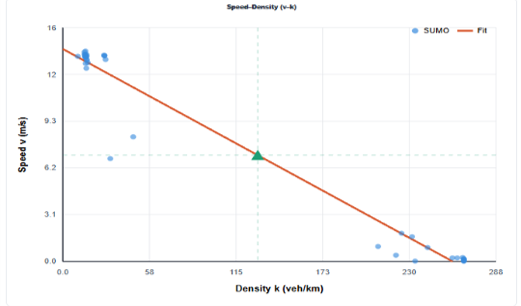 Speed-Density (v-k)
SUMO Fit
16
12
9.3
6.2
3.1
0.0
Speed v (m/s)
0.0 58 115 173 230 288
Density k (veh/km)